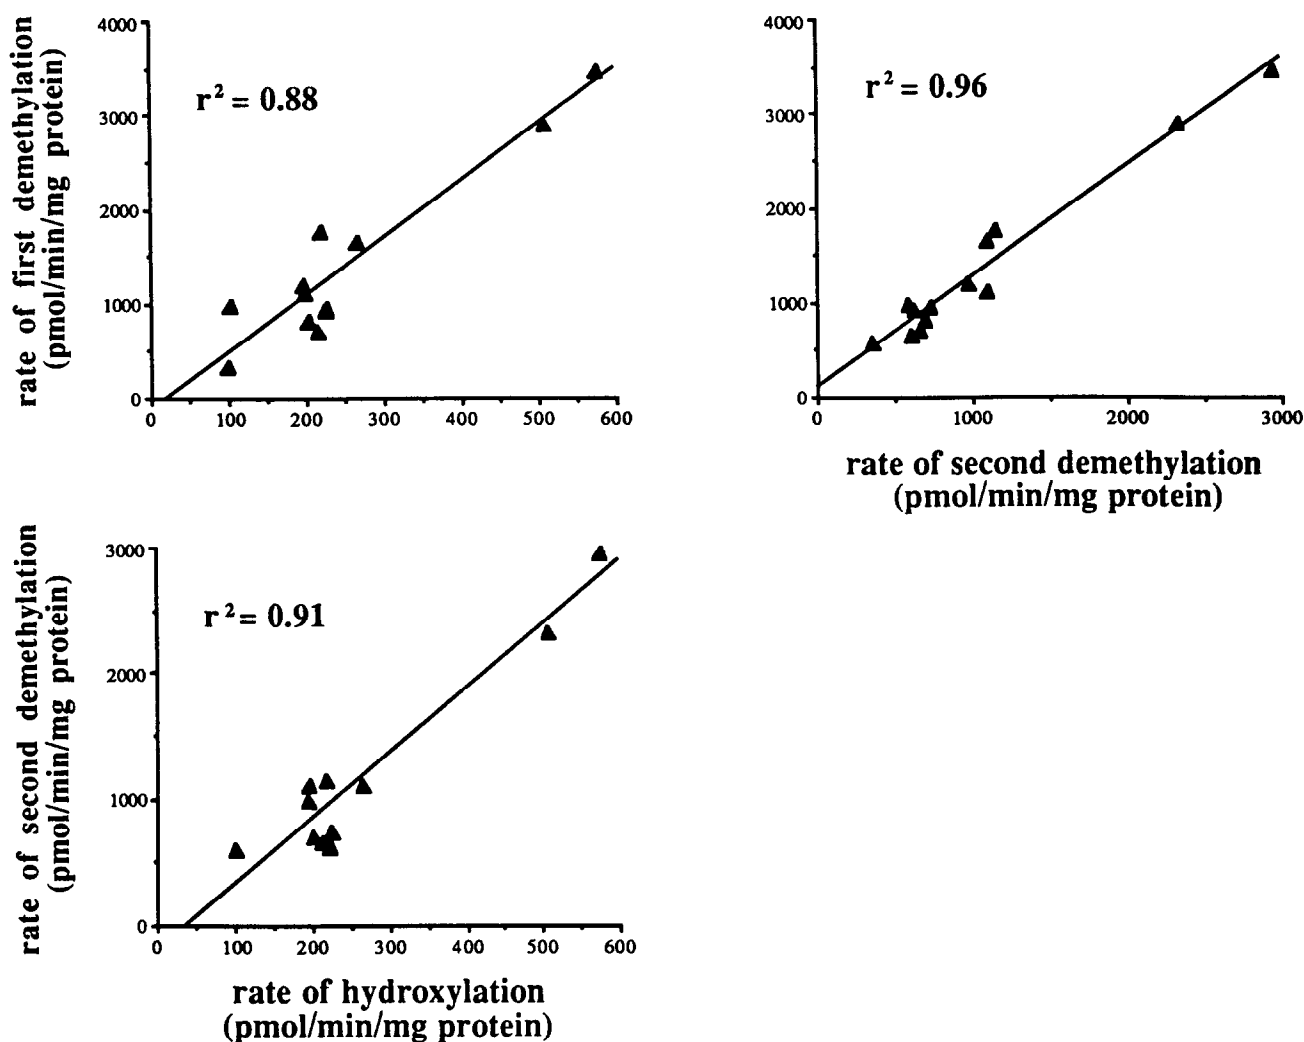 rate of first demethylation
(pmol/min/mg protein)
4000
3000
2000
1000
0
r² = 0.88
0 100 200 300 400 500 600
4000
3000
2000
1000
0
r² = 0.96
0 1000 2000 3000
rate of second demethylation
(pmol/min/mg protein)
rate of second demethylation
(pmol/min/mg protein)
3000
2000
1000
0
r² = 0.91
0 100 200 300 400 500 600
rate of hydroxylation
(pmol/min/mg protein)